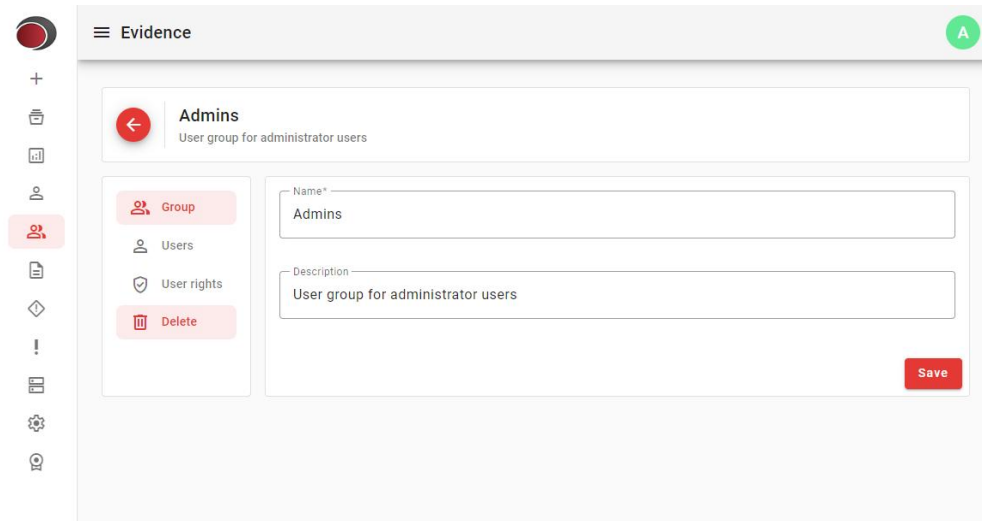 Evidence
A
Admins
User group for administrator users
Group
Users
User rights
Delete
Name*
Admins
Description
User group for administrator users
Save